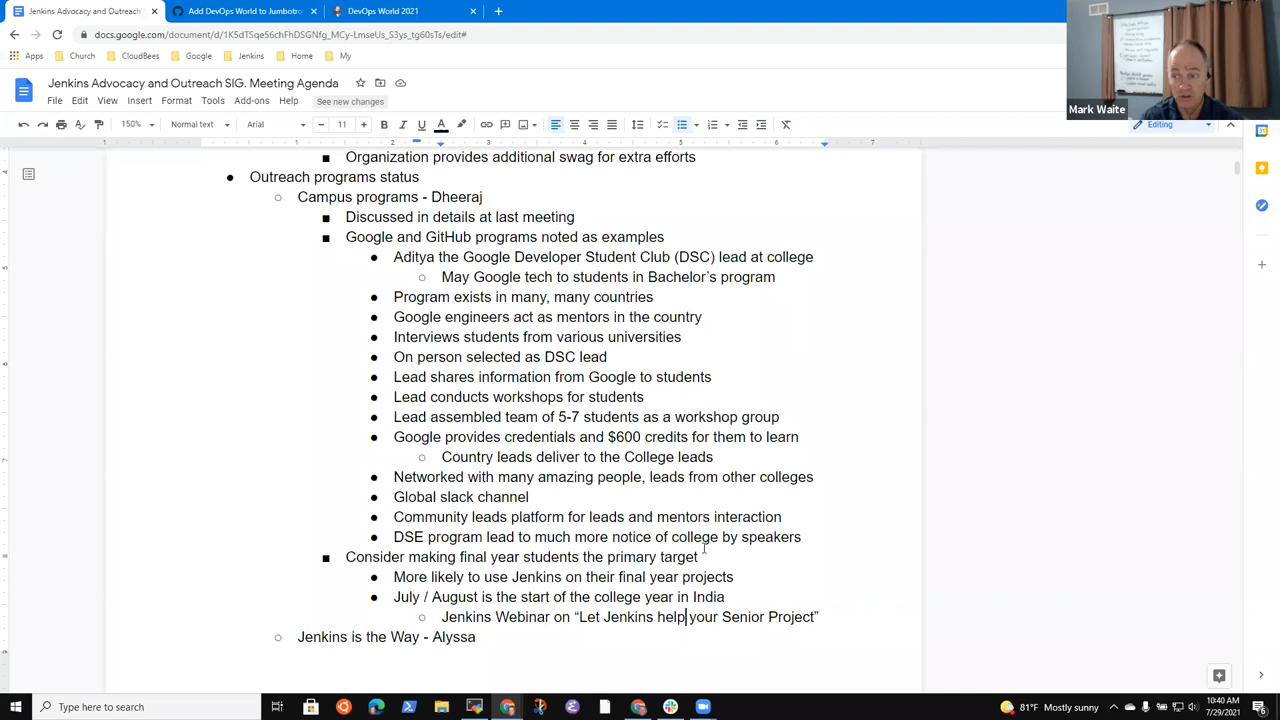 Jenkins Advocacy and Outreach
Add DevOps World to Jumbotro
DevOps World 2021
Apps
Church
CloudBees
Google
Jenkins
Home
My
Jenkins Advocacy and Outreach SIG. Meeting Agenda
File Edit View Insert Format Tools Add-ons Help See new changes
150% Normal text Arial 11 Editing
Mark Waite
Organization provides additional swag for extra efforts
Outreach programs status
Campus programs - Dheeraj
Discussed in details at last meeting
Google and GitHub programs noted as examples
Aditya the Google Developer Student Club (DSC) lead at college
May Google tech to students in Bachelor's program
Program exists in many, many countries
Google engineers act as mentors in the country
Interviews students from various universities
On person selected as DSC lead
Lead shares information from Google to students
Lead conducts workshops for students
Lead assembled team of 5-7 students as a workshop group
Google provides credentials and $600 credits for them to learn
Country leads deliver to the College leads
Networked with many amazing people, leads from other colleges
Global slack channel
Community leads platform for leads and mentors interaction
DSE program lead to much more notice of college by speakers
Consider making final year students the primary target
More likely to use Jenkins on their final year projects
July / August is the start of the college year in India
Jenkins Webinar on “Let Jenkins help your Senior Project”
Jenkins is the Way - Alyssa
Type here to search
81°F Mostly sunny
10:40 AM
7/29/2021